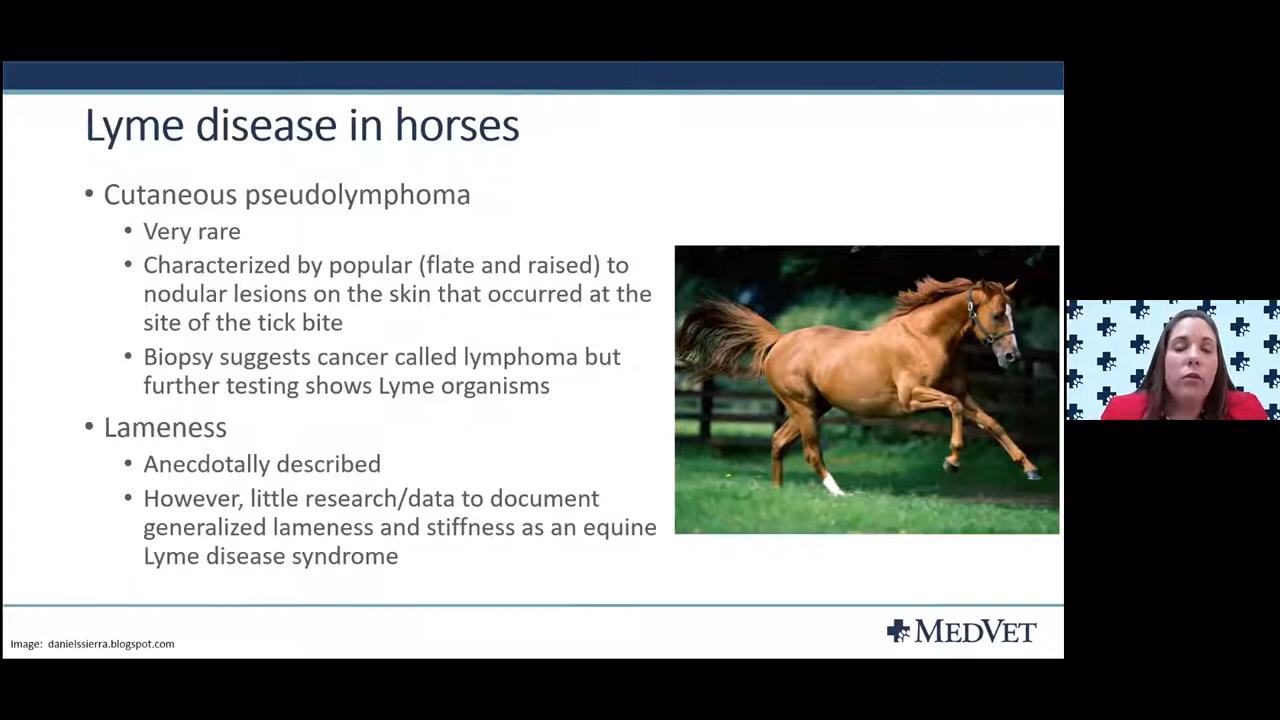 Lyme disease in horses
• Cutaneous pseudolymphoma
• Very rare
• Characterized by popular (flate and raised) to
nodular lesions on the skin that occurred at the
site of the tick bite
• Biopsy suggests cancer called lymphoma but
further testing shows Lyme organisms
• Lameness
• Anecdotally described
• However, little research/data to document
generalized lameness and stiffness as an equine
Lyme disease syndrome
Image: danielssierra.blogspot.com
MEDVET